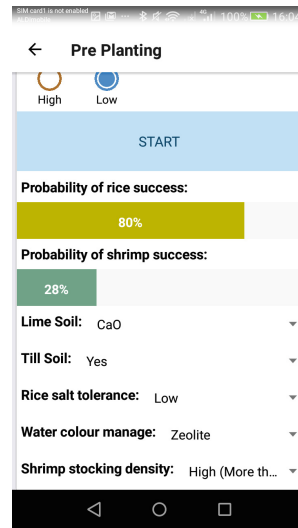 SIM card1 is not enabled
4G 100% 16:04
Pre Planting
High Low
START
Probability of rice success:
80%
Probability of shrimp success:
28%
Lime Soil: CaO
Till Soil: Yes
Rice salt tolerance: Low
Water colour manage: Zeolite
Shrimp stocking density: High (More th...